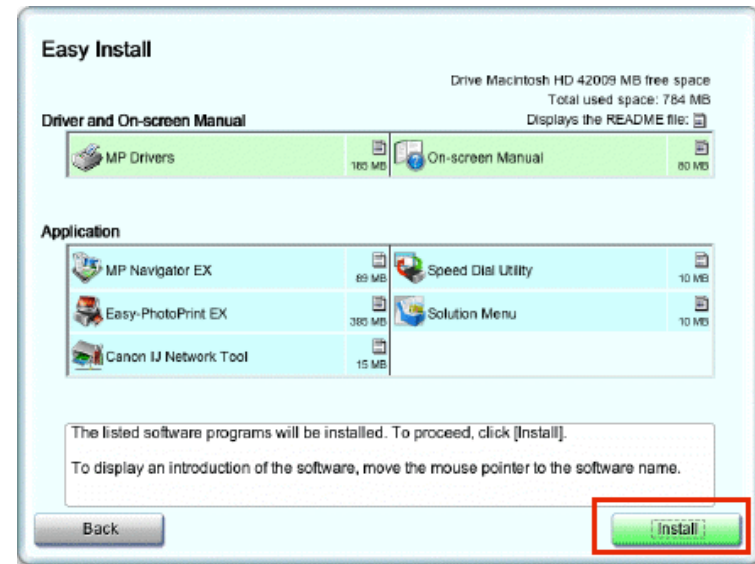 Easy Install
Drive Macintosh HD 42009 MB free space
Total used space: 784 MB
Driver and On-screen Manual
Displays the README file:
MP Drivers
185 MB
On-screen Manual
80 MB
Application
MP Navigator EX
89 MB
Speed Dial Utility
10 MB
Easy-PhotoPrint EX
385 MB
Solution Menu
10 MB
Canon IJ Network Tool
15 MB
The listed software programs will be installed. To proceed, click [Install].
To display an introduction of the software, move the mouse pointer to the software name.
Back
Install